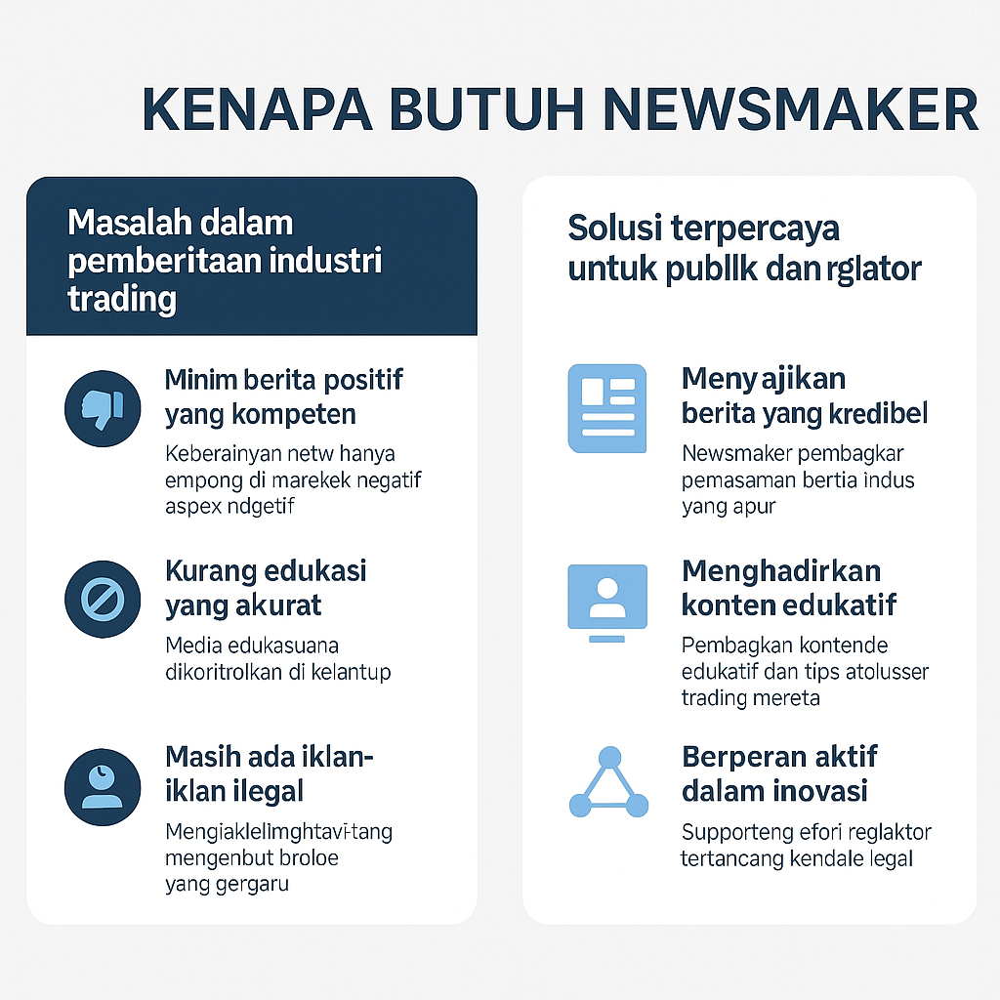 KENAPA BUTUH NEWSMAKER
Masalah dalam
pemberitaan industri
trading
Minim berita positif
yang kompeten
Keberainyan netw hanya
empong di marekek negatif
aspex ndgetif
Kurang edukasi
yang akurat
Media edukasuana
dikoritrolkan di kelantup
Masih ada iklan-
iklan ilegal
mengenbut broloe
yang gergaru
Solusi terpercaya
untuk publlk dan rglator
Meny ajikan
berita yang kredibel
Newsmaker pembagkar
pemasaman bertia indus
yang apur
Menghadirkan
konten edukatif
Pembagkan kontende
edukatif dan tips atolusser
trading mereta
Berperan aktif
dalam inovasi
Supporteng efori reglaktor
tertancang kendale legal